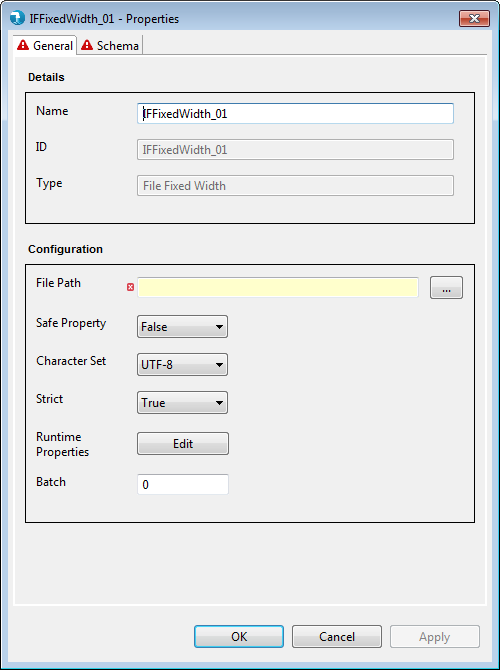 IFFixedWidth_01 - Properties
General Schema
Details
Name IFFixedWidth_01
ID IFFixedWidth_01
Type File Fixed Width
Configuration
File Path ...
Safe Property False
Character Set UTF-8
Strict True
Runtime
Properties Edit
Batch 0
OK Cancel Apply